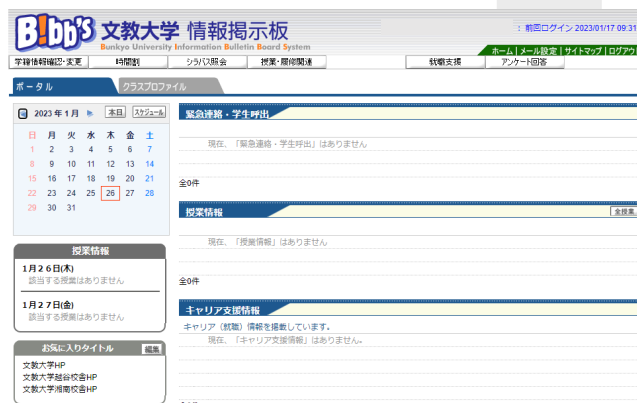 B!bb's 文教大学 情報掲示板
Bunkyo University Information Bulletin Board System
: 前回ログイン 2023/01/17 09:31
ホーム | メール設定 | サイトマップ | ログアウ
学籍情報確認・変更 時間割 シラバス照会 授業・履修関連 就職支援 アンケート回答
ポータル クラスプロファイル
2023 年 1 月 本日 スケジュール
日 月 火 水 木 金 土
1 2 3 4 5 6 7
8 9 10 11 12 13 14
15 16 17 18 19 20 21
22 23 24 25 26 27 28
29 30 31
授業情報
1月26日(木)
該当する授業はありません
1月27日(金)
該当する授業はありません
お気に入りタイトル 編集
文教大学HP
文教大学越谷校舎HP
文教大学湘南校舎HP
緊急連絡・学生呼出
現在、「緊急連絡・学生呼出」はありません
全0件
授業情報 全授業
現在、「授業情報」はありません
全0件
キャリア支援情報
キャリア（就職）情報を掲載しています。
現在、「キャリア支援情報」はありません。